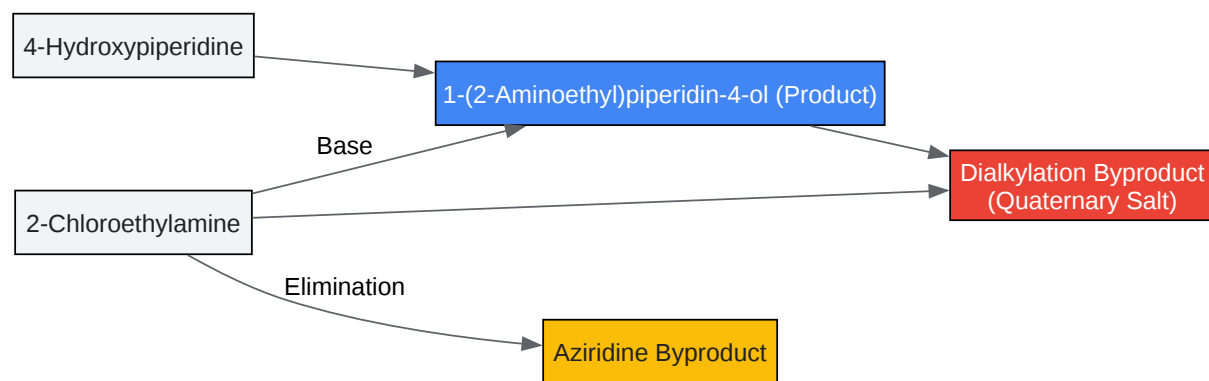 4-Hydroxypiperidine
1-(2-Aminoethyl)piperidin-4-ol (Product)
Base
Dialkylation Byproduct
(Quaternary Salt)
2-Chloroethylamine
Elimination
Aziridine Byproduct